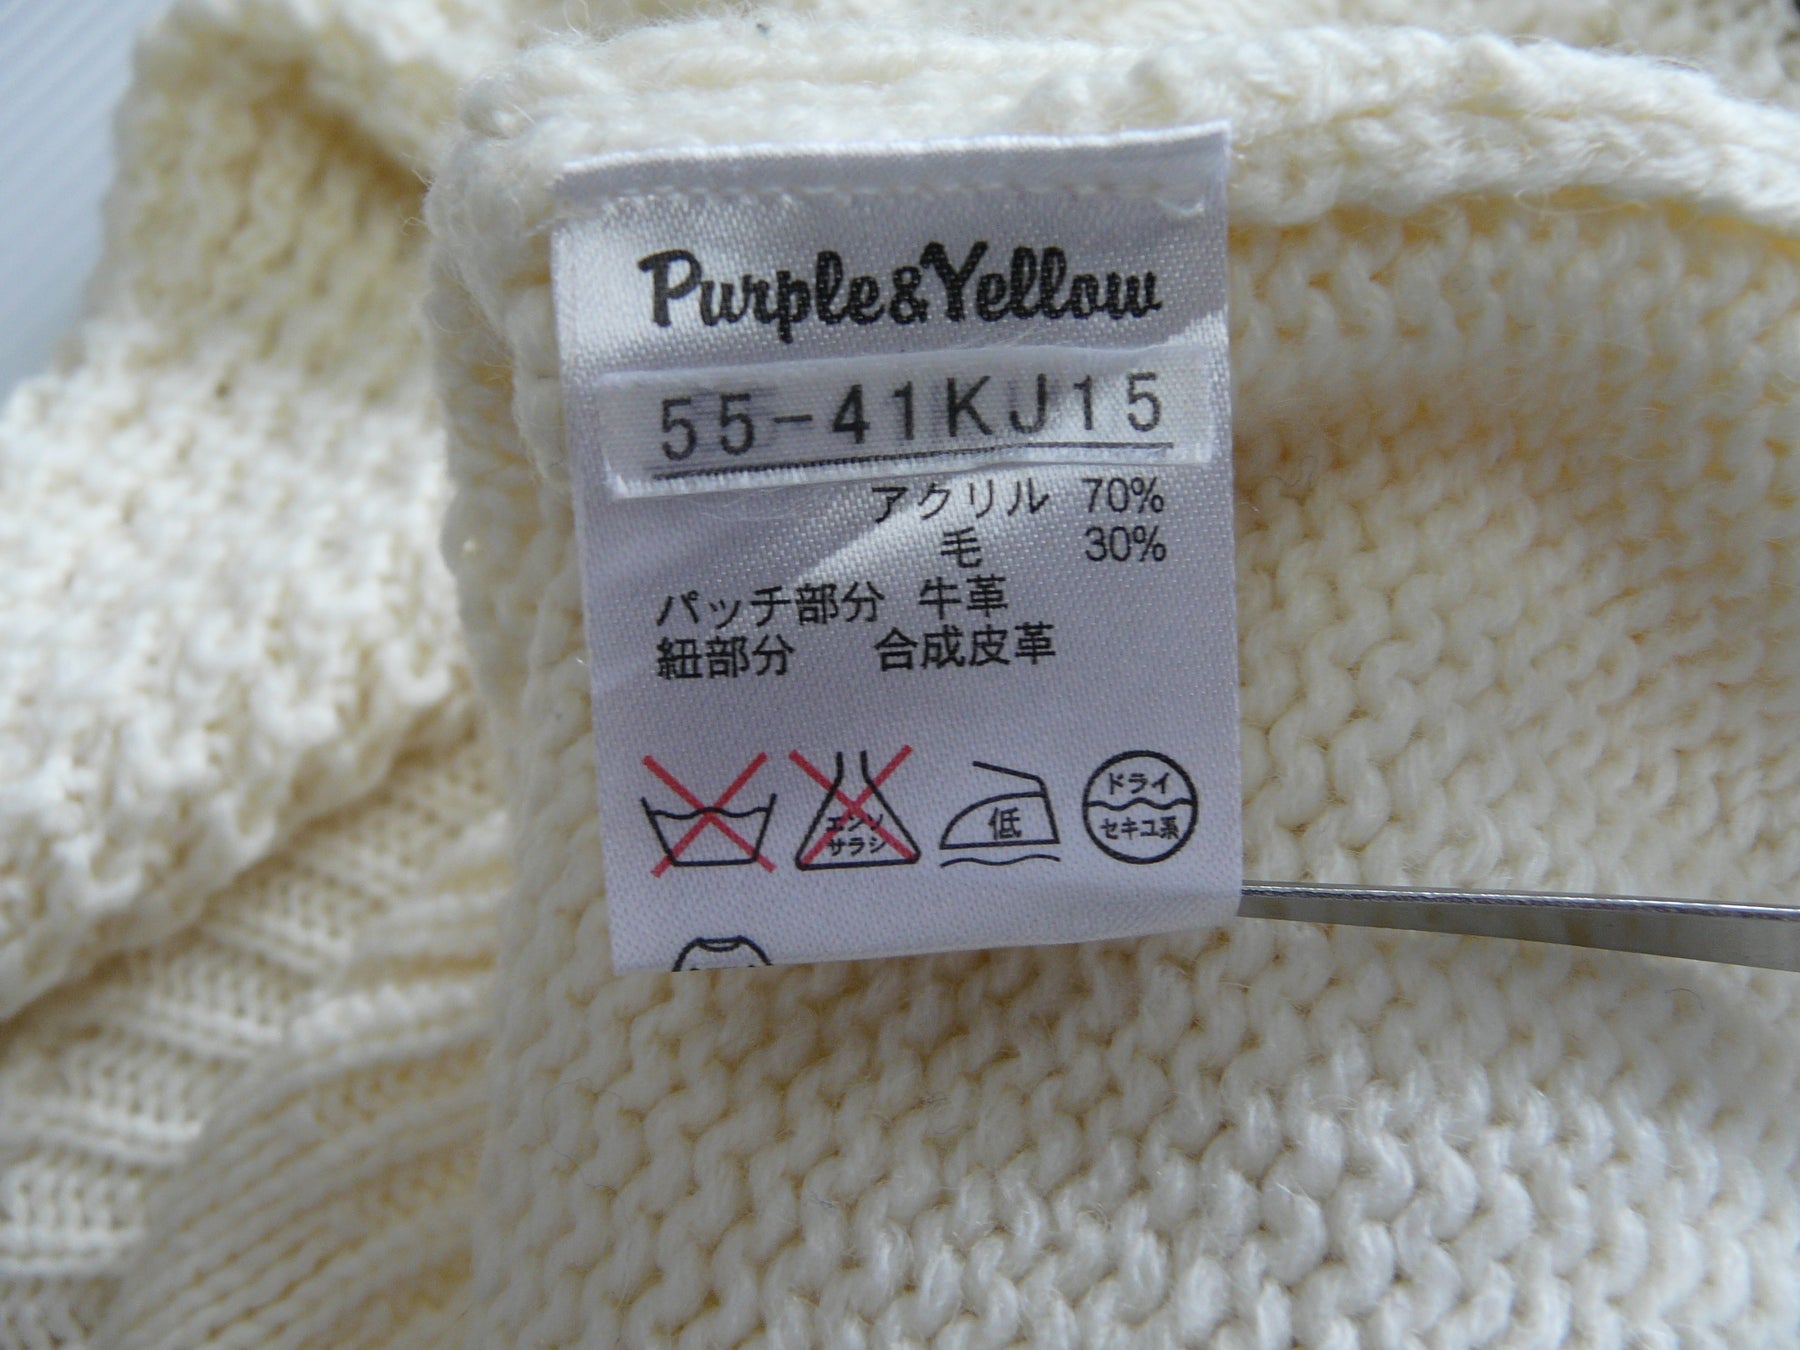 Purple&Yellow
55-41KJ15
アクリル 70%
毛 30%
パッチ部分 牛革
紐部分 合成皮革
エンソ
サラシ
低
ドライ
セキユ系